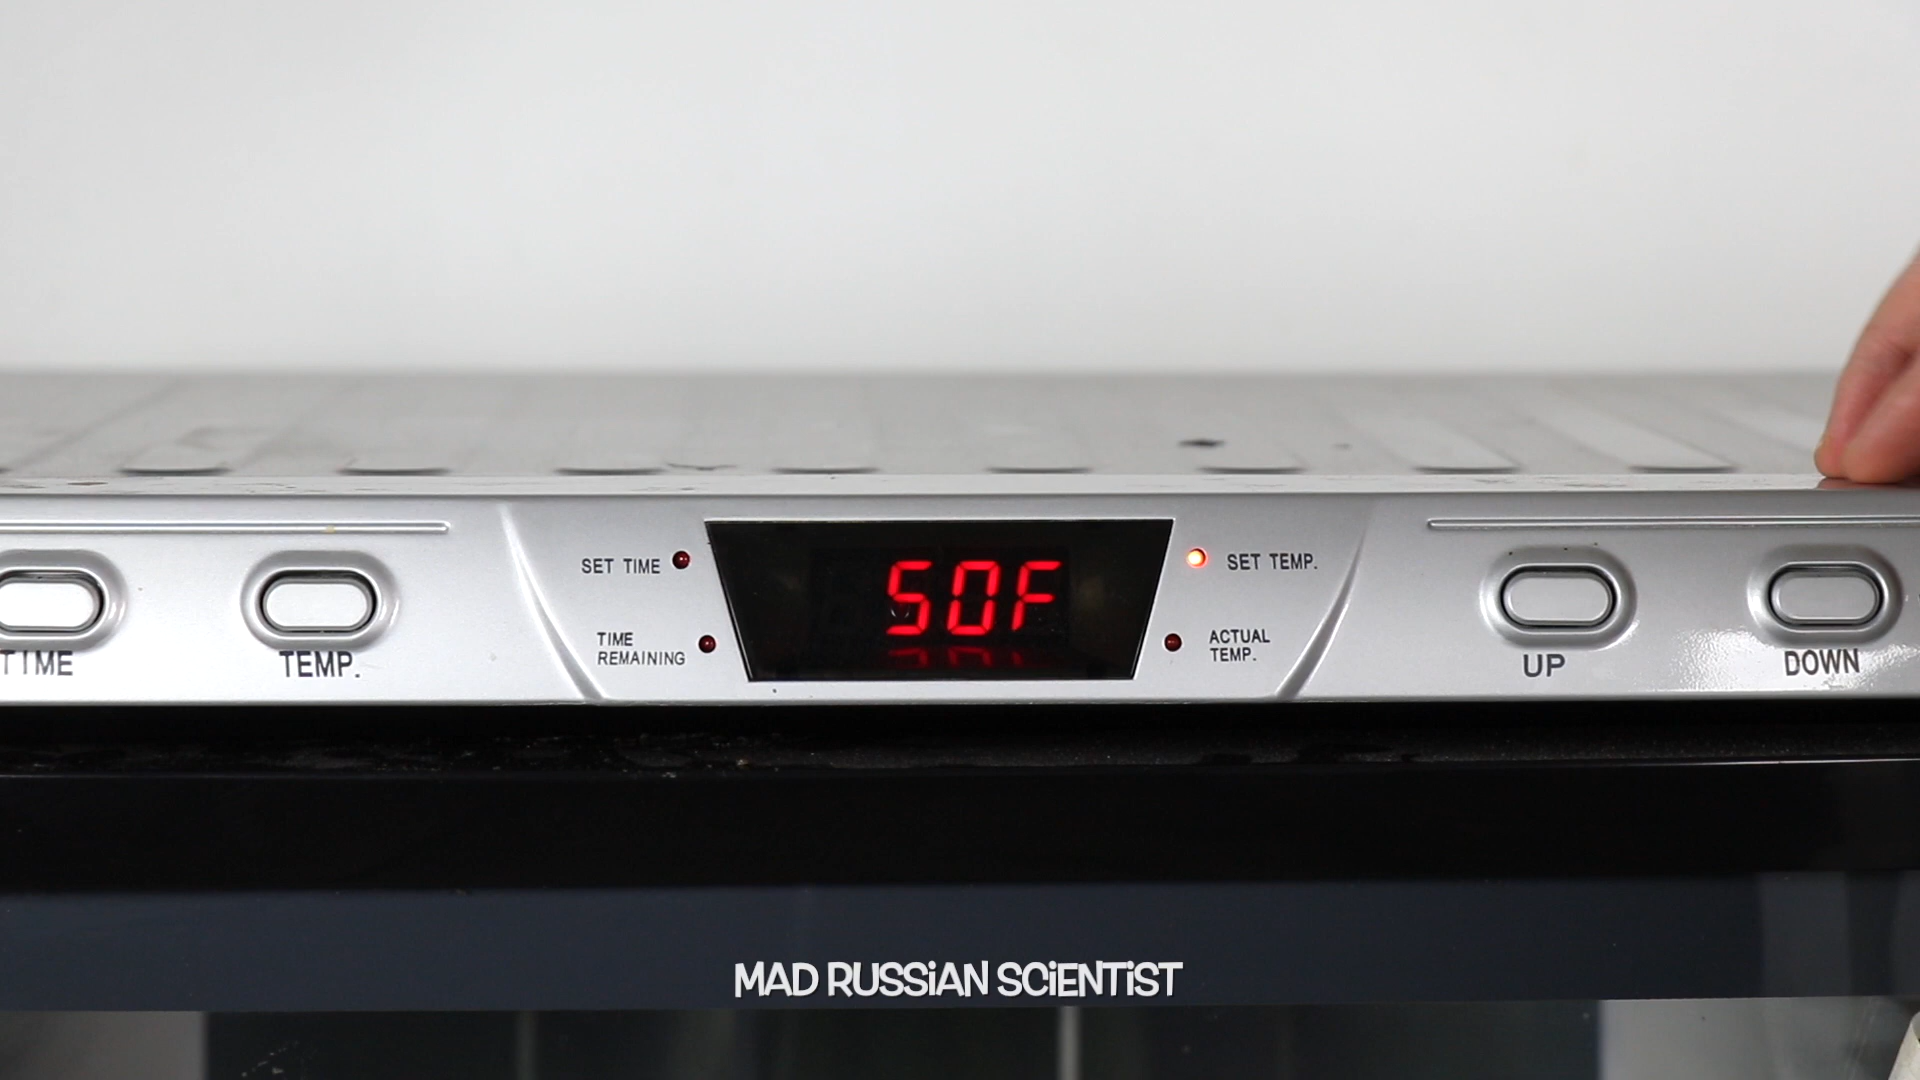 SET TIME
50F
SET TEMP.
TIME
REMAINING
ACTUAL
TEMP.
TIME
TEMP.
UP
DOWN
MAD RUSSiAN SCiENTiST